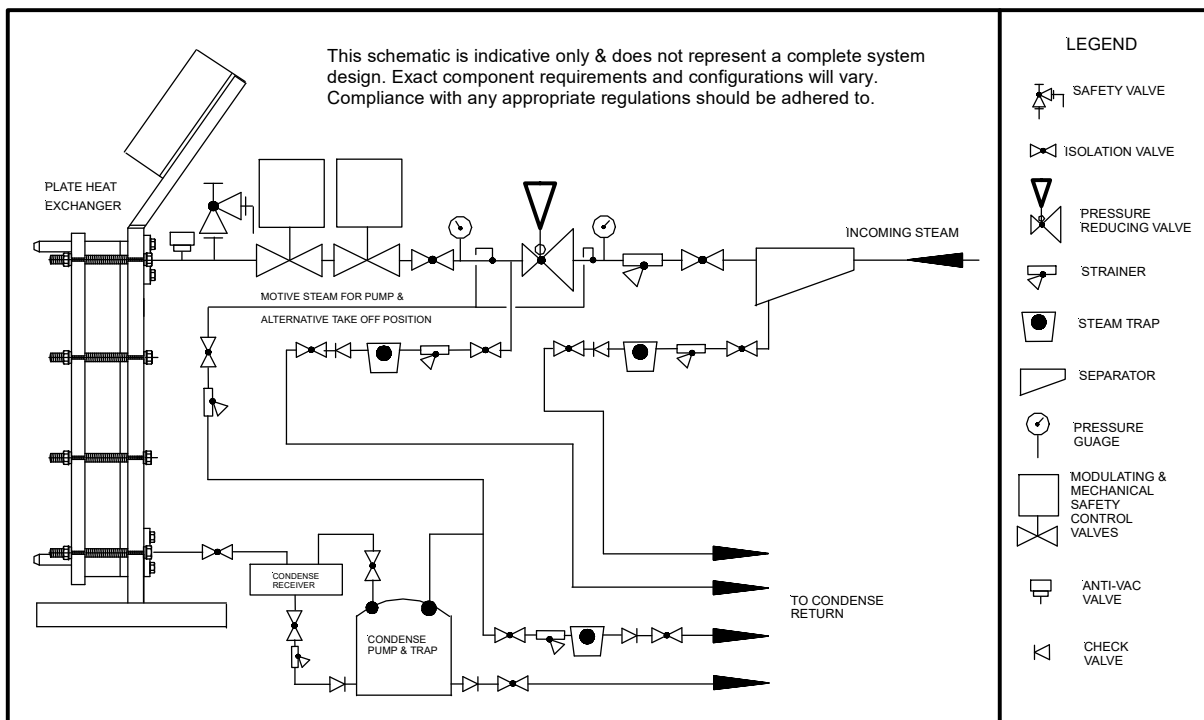 This schematic is indicative only & does not represent a complete system
design. Exact component requirements and configurations will vary.
Compliance with any appropriate regulations should be adhered to.
PLATE HEAT
EXCHANGER
INCOMING STEAM
MOTIVE STEAM FOR PUMP &
ALTERNATIVE TAKE OFF POSITION
CONDENSE
RECEIVER
CONDENSE
PUMP & TRAP
TO CONDENSE
RETURN
LEGEND
SAFETY VALVE
ISOLATION VALVE
PRESSURE
REDUCING VALVE
STRAINER
STEAM TRAP
SEPARATOR
PRESSURE
GUAGE
MODULATING &
MECHANICAL
SAFETY
CONTROL
VALVES
ANTI-VAC
VALVE
CHECK
VALVE